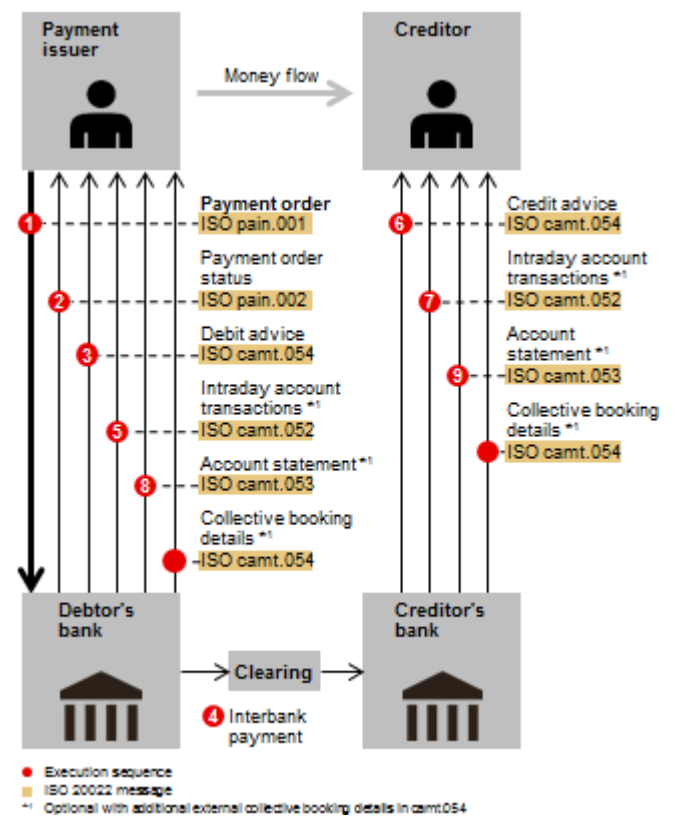 Payment
issuer
Creditor
Money flow
1
Payment order
ISO pain.001
Payment order
status
2
ISO pain.002
Debit advice
3
ISO camt.054
Intraday account
transactions *1
5
ISO camt.052
Account statement *1
8
ISO camt.053
Collective booking
details *1
ISO camt.054
Credit advice
6
ISO camt.054
Intraday account
transactions *1
7
ISO camt.052
Account
statement *1
9
ISO camt.053
Collective booking
details *1
ISO camt.054
Debtor's
bank
Clearing
4 Interbank
payment
Creditor's
bank
Execution sequence
ISO 20022 message
*1 Optional with additional external collective booking details in camt.054